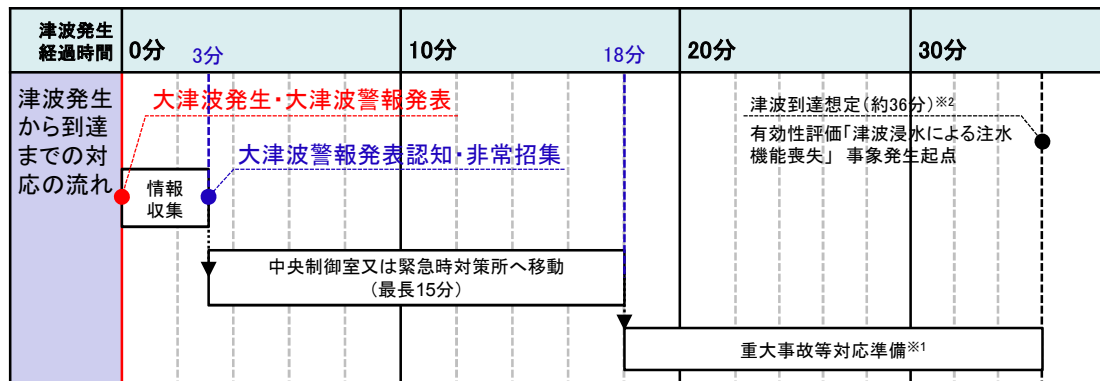 津波発生
経過時間
0分
3分
10分
18分
20分
30分
津波発生
から到達
までの対
応の流れ
大津波発生・大津波警報発表
津波到達想定(約36分)※2
有効性評価「津波浸水による注水
機能喪失」 事象発生起点
大津波警報発表認知・非常招集
情報
収集
中央制御室又は緊急時対策所へ移動
(最長15分)
重大事故等対応準備※1